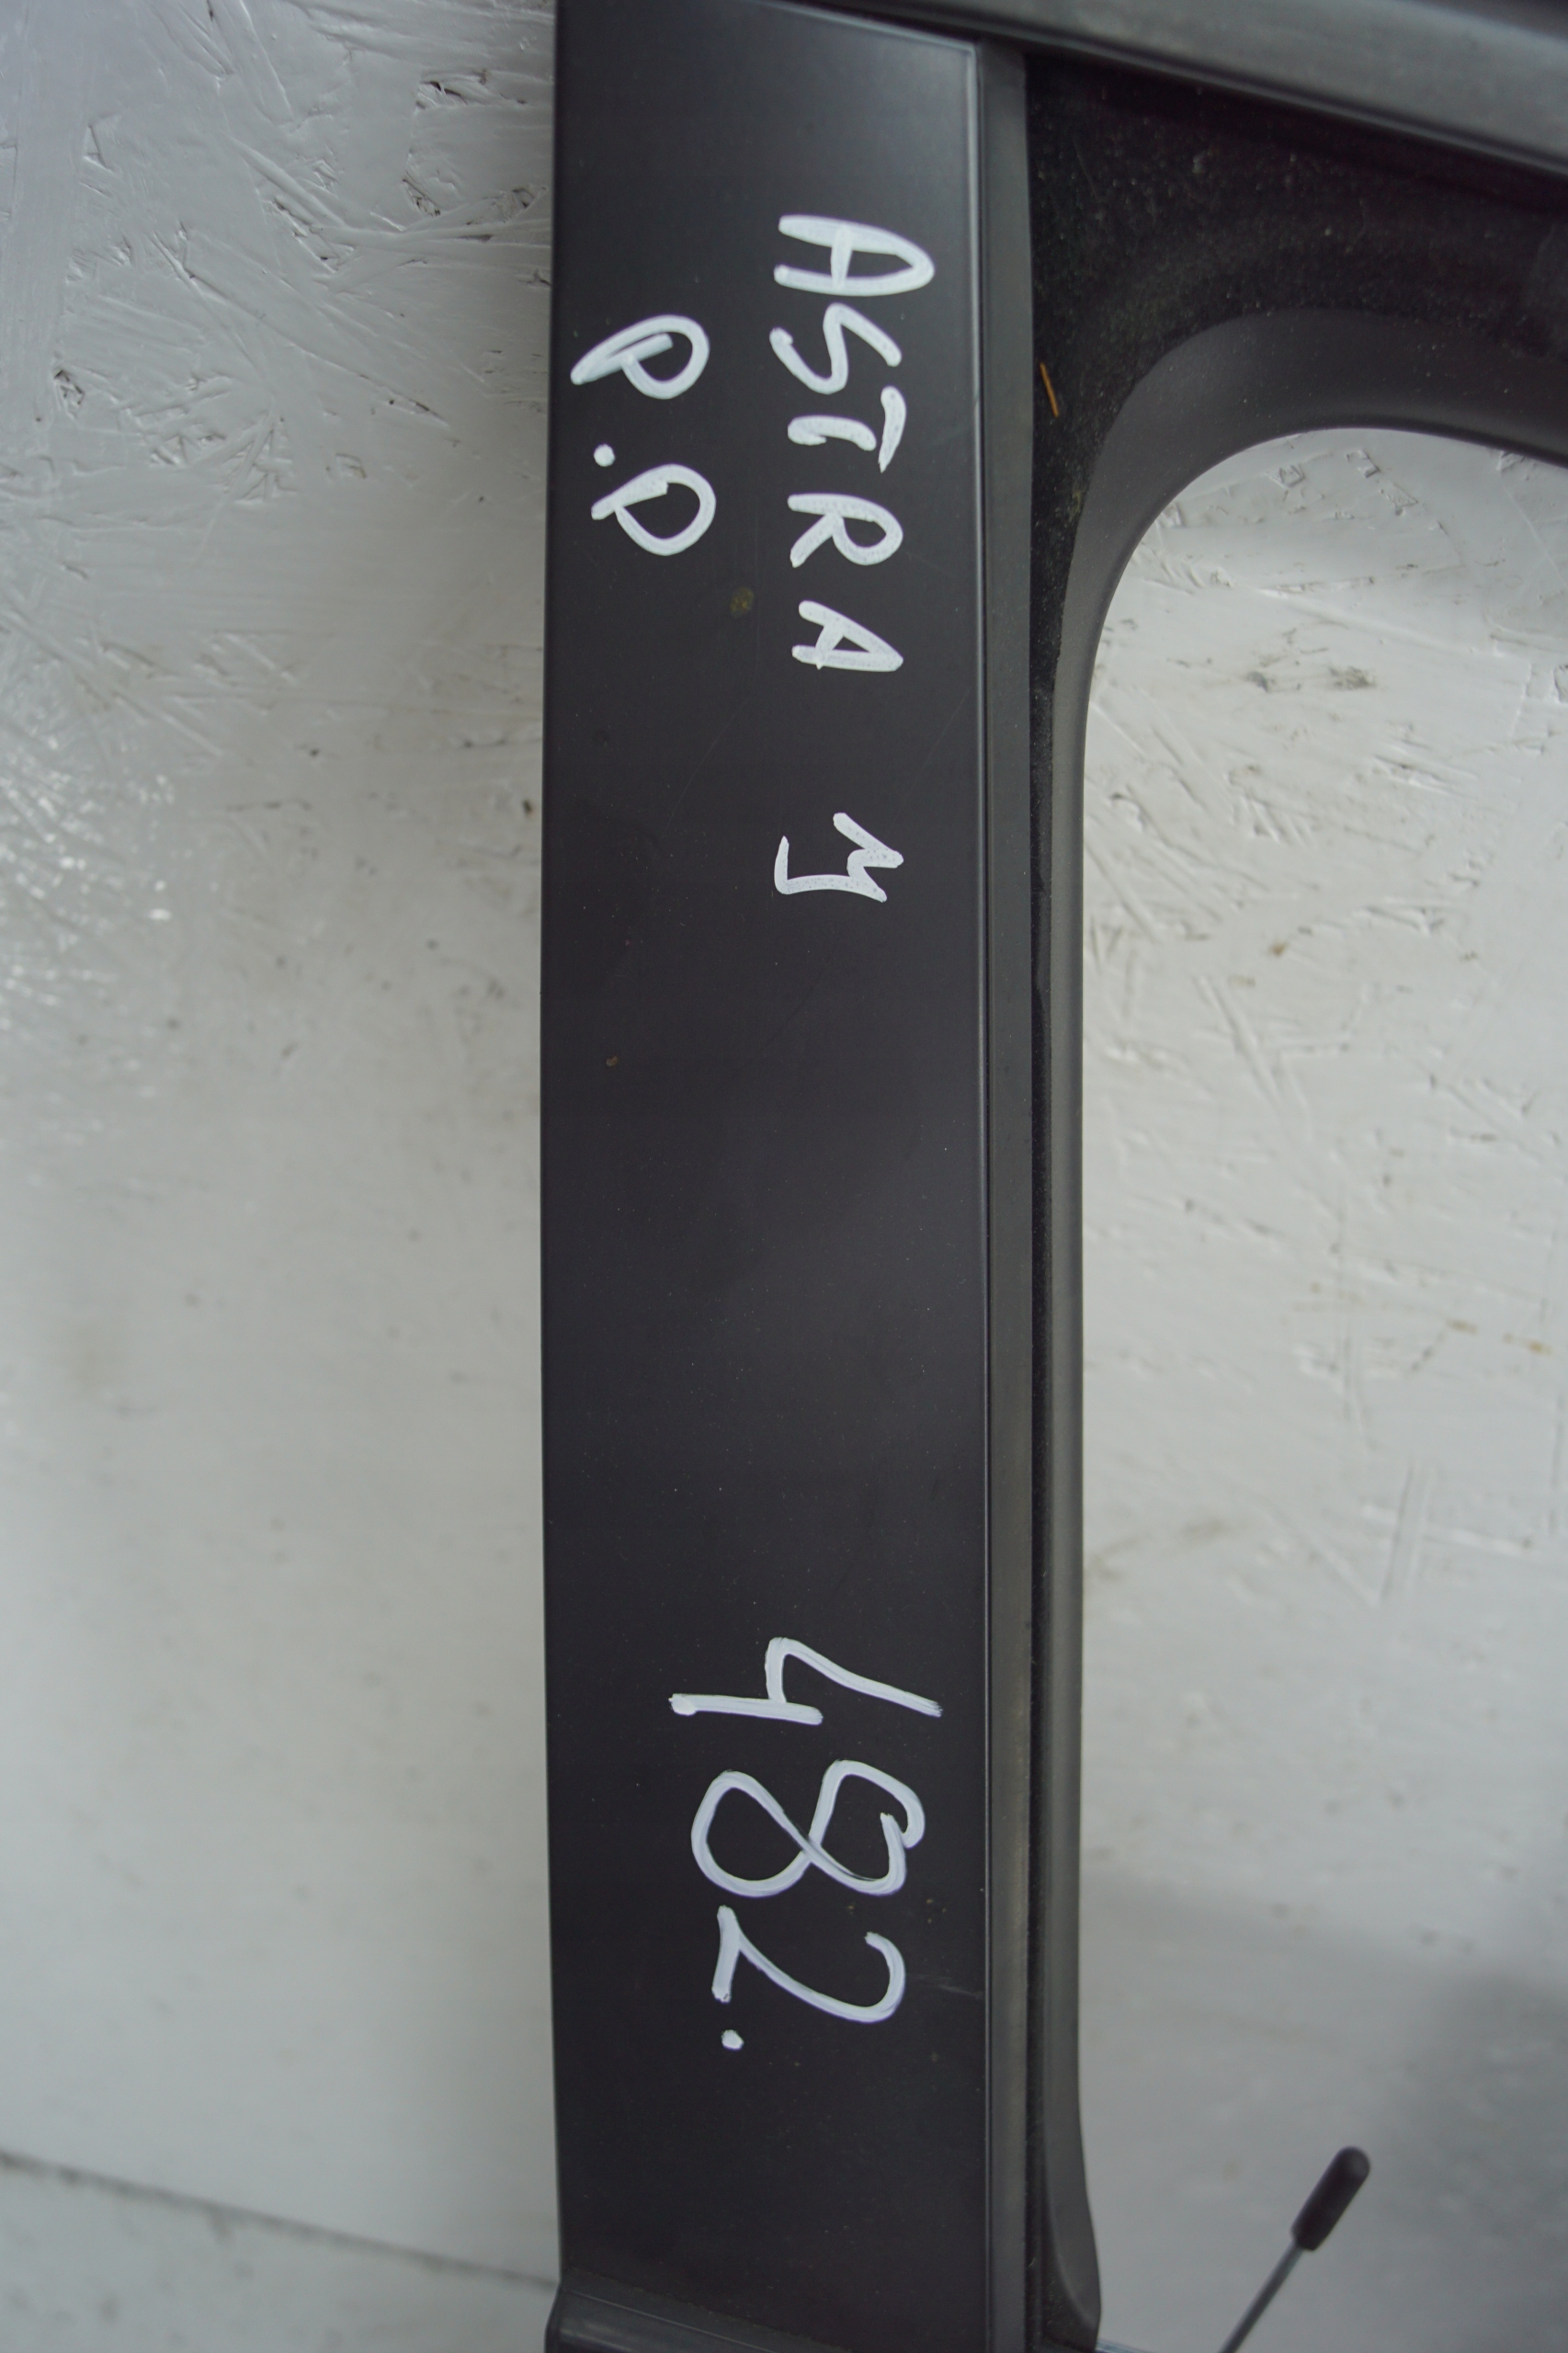 ASTRA J
P.P
482.